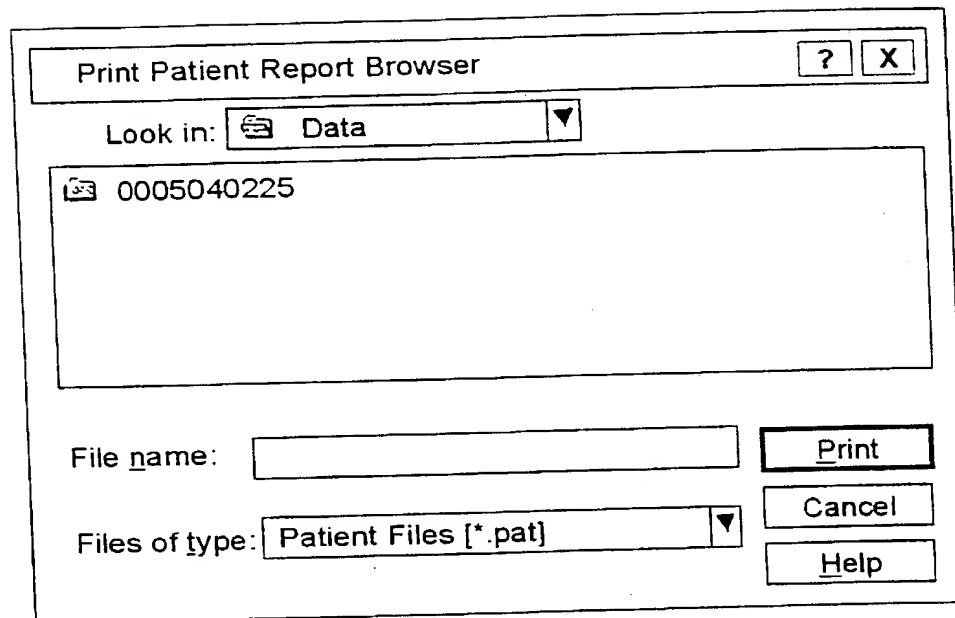 Print Patient Report Browser ? X
Look in: Data
0005040225
File name: Print
Cancel
Files of type: Patient Files [*.pat]
Help